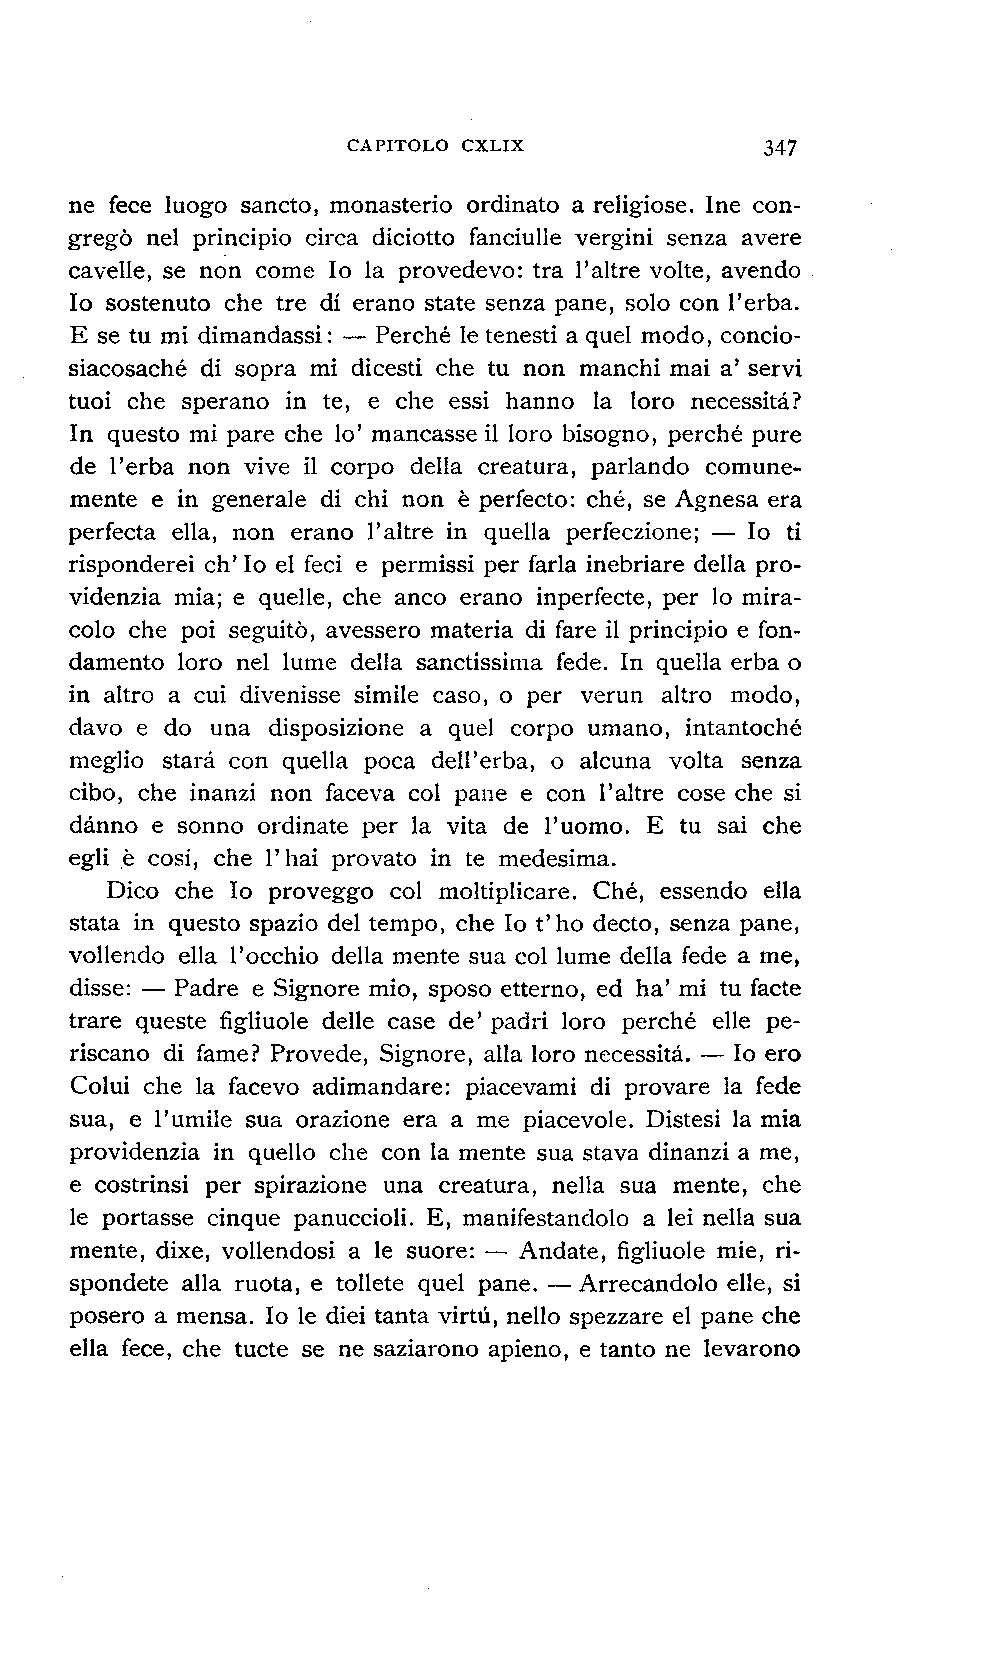 CAPITOLO CXLIX 347
ne fece luogo sancto, monasterio ordinato a religiose. Ine con-
gregò nel principio circa diciotto fanciulle vergini senza avere
cavelle, se non come Io la provedevo: tra l'altre volte, avendo
Io sostenuto che tre dí erano state senza pane, solo con l'erba.
E se tu mi dimandassi: — Perché le tenesti a quel modo, concio-
siacosaché di sopra mi dicesti che tu non manchi mai a' servi
tuoi che sperano in te, e che essi hanno la loro necessitá?
In questo mi pare che lo' mancasse il loro bisogno, perché pure
de l'erba non vive il corpo della creatura, parlando comune-
mente e in generale di chi non è perfecto: ché, se Agnesa era
perfecta ella, non erano l'altre in quella perfeczione; — Io ti
risponderei ch'Io el feci e permissi per farla inebriare della pro-
videnzia mia; e quelle, che anco erano inperfecte, per lo mira-
colo che poi seguitò, avessero materia di fare il principio e fon-
damento loro nel lume della sanctissima fede. In quella erba o
in altro a cui divenisse simile caso, o per verun altro modo,
davo e do una disposizione a quel corpo umano, intantoché
meglio stará con quella poca dell'erba, o alcuna volta senza
cibo, che inanzi non faceva col pane e con l'altre cose che si
dánno e sonno ordinate per la vita de l'uomo. E tu sai che
egli è cosí, che l'hai provato in te medesima.
Dico che Io proveggo col moltiplicare. Ché, essendo ella
stata in questo spazio del tempo, che Io t'ho decto, senza pane,
vollendo ella l'occhio della mente sua col lume della fede a me,
disse: — Padre e Signore mio, sposo etterno, ed ha' mi tu facte
trare queste figliuole delle case de' padri loro perché elle pe-
riscano di fame? Provede, Signore, alla loro necessitá. — Io ero
Colui che la facevo adimandare: piacevami di provare la fede
sua, e l'umile sua orazione era a me piacevole. Distesi la mia
providenzia in quello che con la mente sua stava dinanzi a me,
e costrinsi per spirazione una creatura, nella sua mente, che
le portasse cinque panuccioli. E, manifestandolo a lei nella sua
mente, dixe, vollendosi a le suore: — Andate, figliuole mie, ri-
spondete alla ruota, e tollete quel pane. — Arrecandolo elle, si
posero a mensa. Io le diei tanta virtú, nello spezzare el pane che
ella fece, che tucte se ne saziarono apieno, e tanto ne levarono